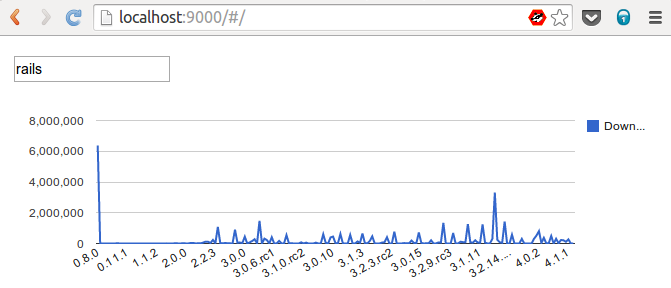 localhost:9000/#/
rails
8,000,000
6,000,000
4,000,000
2,000,000
0
Down...
0.8.0
0.11.1
1.1.2
2.0.0
2.2.3
3.0.0
3.0.6.rc1
3.1.0.rc2
3.0.10
3.1.3
3.2.3.rc2
3.0.15
3.2.9.rc3
3.1.11
3.2.14....
4.0.2
4.1.1